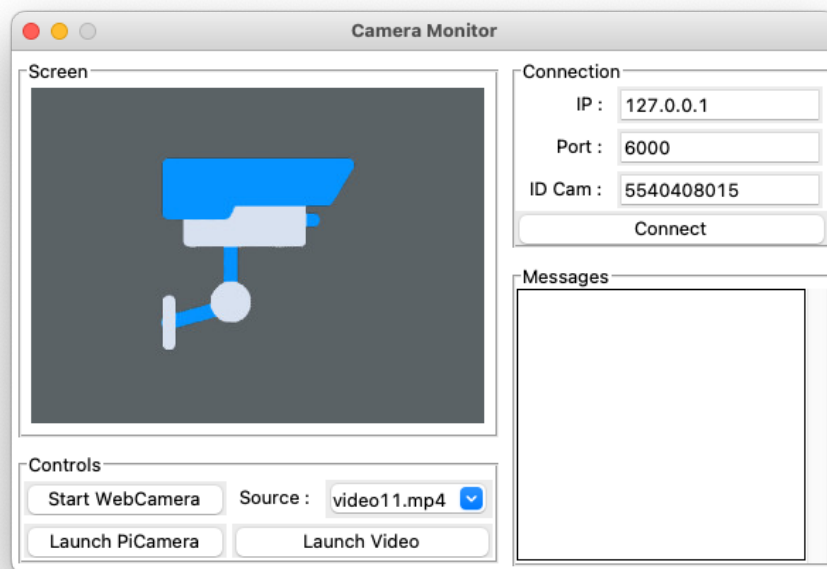 Camera Monitor
Screen
Connection
IP :
127.0.0.1
Port :
6000
ID Cam :
5540408015
Connect
Messages
Controls
Start WebCamera
Source :
video11.mp4
Launch PiCamera
Launch Video